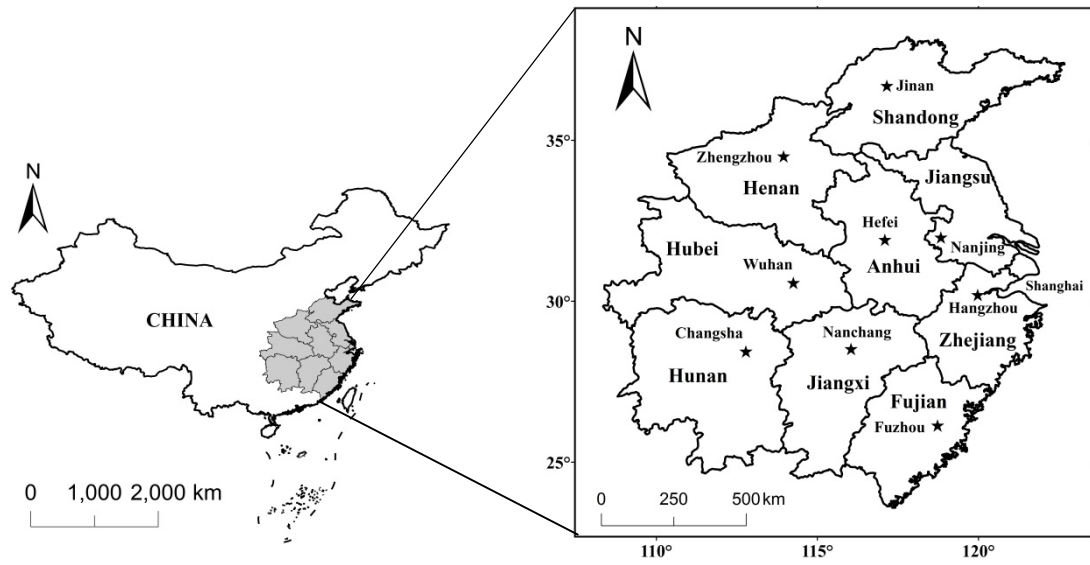 N
CHINA
0 1,000 2,000 km
N
Jinan
Shandong
35°
Zhengzhou
Henan
Jiangsu
Hefei
Hubei
Nanjing
Anhui
Wuhan
Shanghai
30°
Hangzhou
Changsha
Nanchang
Zhejiang
Hunan
Jiangxi
Fujian
Fuzhou
25°
0 250 500 km
110° 115° 120°